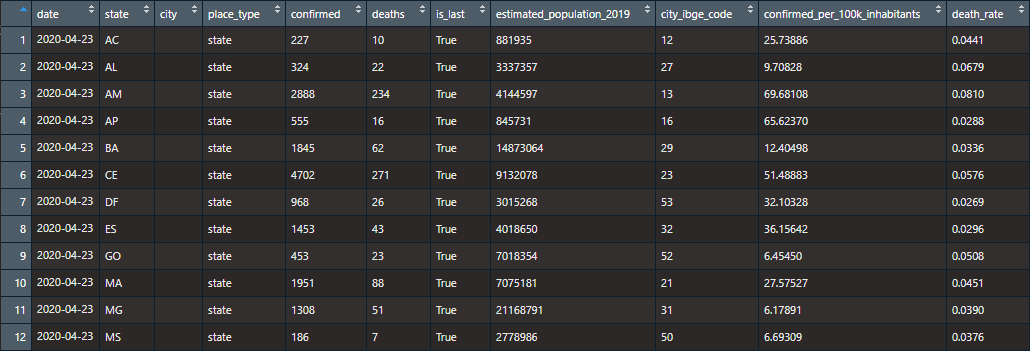 date state city place_type confirmed deaths is_last estimated_population_2019 city_ibge_code confirmed_per_100k_inhabitants death_rate
1 2020-04-23 AC state 227 10 True 881935 12 25.73886 0.0441
2 2020-04-23 AL state 324 22 True 3337357 27 9.70828 0.0679
3 2020-04-23 AM state 2888 234 True 4144597 13 69.68108 0.0810
4 2020-04-23 AP state 555 16 True 845731 16 65.62370 0.0288
5 2020-04-23 BA state 1845 62 True 14873064 29 12.40498 0.0336
6 2020-04-23 CE state 4702 271 True 9132078 23 51.48883 0.0576
7 2020-04-23 DF state 968 26 True 3015268 53 32.10328 0.0269
8 2020-04-23 ES state 1453 43 True 4018650 32 36.15642 0.0296
9 2020-04-23 GO state 453 23 True 7018354 52 6.45450 0.0508
10 2020-04-23 MA state 1951 88 True 7075181 21 27.57527 0.0451
11 2020-04-23 MG state 1308 51 True 21168791 31 6.17891 0.0390
12 2020-04-23 MS state 186 7 True 2778986 50 6.69309 0.0376